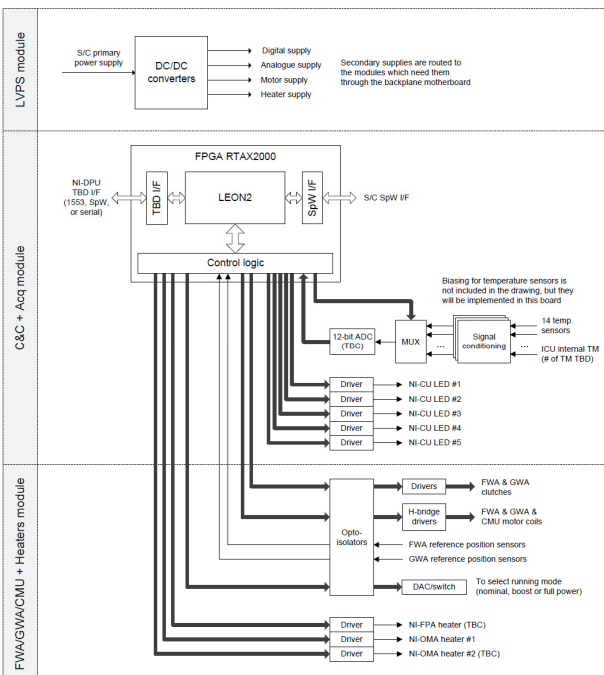 LVPS module
S/C primary
power supply
DC/DC
converters
Digital supply
Analogue supply
Motor supply
Heater supply
Secondary supplies are routed to
the modules which need them
through the backplane motherboard
C&C + Acq module
FPGA RTAX2000
NI-DPU
TBD I/F
(1553, SpW,
or serial)
TBD I/F
LEON2
SpW I/F
S/C SpW I/F
Control logic
Biasing for temperature sensors is
not included in the drawing, but they
will be implemented in this board
12-bit ADC
(TBC)
MUX
...
Signal
conditioning
...
14 temp.
sensors
ICU internal TM
(# of TM TBD)
Driver
NI-CU LED #1
Driver
NI-CU LED #2
Driver
NI-CU LED #3
Driver
NI-CU LED #4
Driver
NI-CU LED #5
FWA/GWA/CMU + Heaters module
Opto-
isolators
Drivers
FWA & GWA
clutches
H-bridge
drivers
FWA & GWA &
CMU motor coils
FWA reference position sensors
GWA reference position sensors
DAC/switch
To select running mode
(nominal, boost or full power)
Driver
NI-FPA heater (TBC)
Driver
NI-OMA heater #1
Driver
NI-OMA heater #2 (TBC)